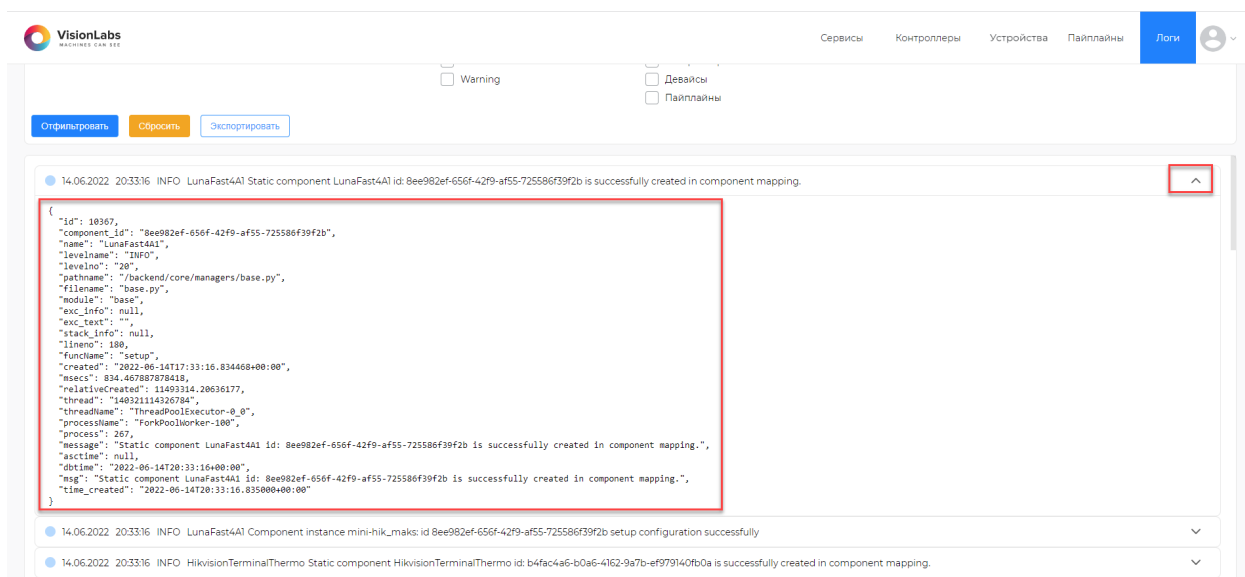 VisionLabs
MACHINES CAN SEE
Сервисы
Контроллеры
Устройства
Пайплайны
Логи
Warning
Девайсы
Пайплайны
Отфильтровать
Сбросить
Экспортировать
14.06.2022 20:33:16 INFO LunaFast4A1 Static component LunaFast4A1 id: 8ee982ef-656f-42f9-af55-725586f39f2b is successfully created in component mapping.
{
"id": 10367,
"component_id": "8ee982ef-656f-42f9-af55-725586f39f2b",
"name": "LunaFast4A1",
"levelname": "INFO",
"levelno": "20",
"pathname": "/backend/core/managers/base.py",
"filename": "base.py",
"module": "base",
"exc_info": null,
"exc_text": "",
"stack_info": null,
"lineno": 180,
"funcName": "setup",
"created": "2022-06-14T17:33:16.834468+00:00",
"msecs": 834.467887878418,
"relativeCreated": 11493314.20636177,
"thread": "140321114326784",
"threadName": "ThreadPoolExecutor-0_0",
"processName": "ForkPoolWorker-100",
"process": 267,
"message": "Static component LunaFast4A1 id: 8ee982ef-656f-42f9-af55-725586f39f2b is successfully created in component mapping.",
"asctime": null,
"dbtime": "2022-06-14T20:33:16+00:00",
"msg": "Static component LunaFast4A1 id: 8ee982ef-656f-42f9-af55-725586f39f2b is successfully created in component mapping.",
"time_created": "2022-06-14T20:33:16.835000+00:00"
}
14.06.2022 20:33:16 INFO LunaFast4A1 Component instance mini-hik_maks: id 8ee982ef-656f-42f9-af55-725586f39f2b setup configuration successfully
14.06.2022 20:33:16 INFO HikvisionTerminalThermo Static component HikvisionTerminalThermo id: b4fac4a6-b0a6-4162-9a7b-ef979140fb0a is successfully created in component mapping.